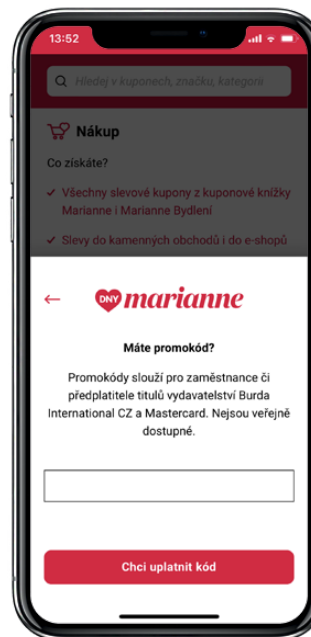 13:52
Hledej v kuponech, značku, kategorii
Nákup
Co získáte?
Všechny slevové kupony z kuponové knížky
Marianne i Marianne Bydlení
Slevy do kamenných obchodů i do e-shopů
DNY marianne
Máte promokód?
Promokódy slouží pro zaměstnance či
předplatitele titulů vydavatelství Burda
International CZ a Mastercard. Nejsou veřejně
dostupné.
Chci uplatnit kód